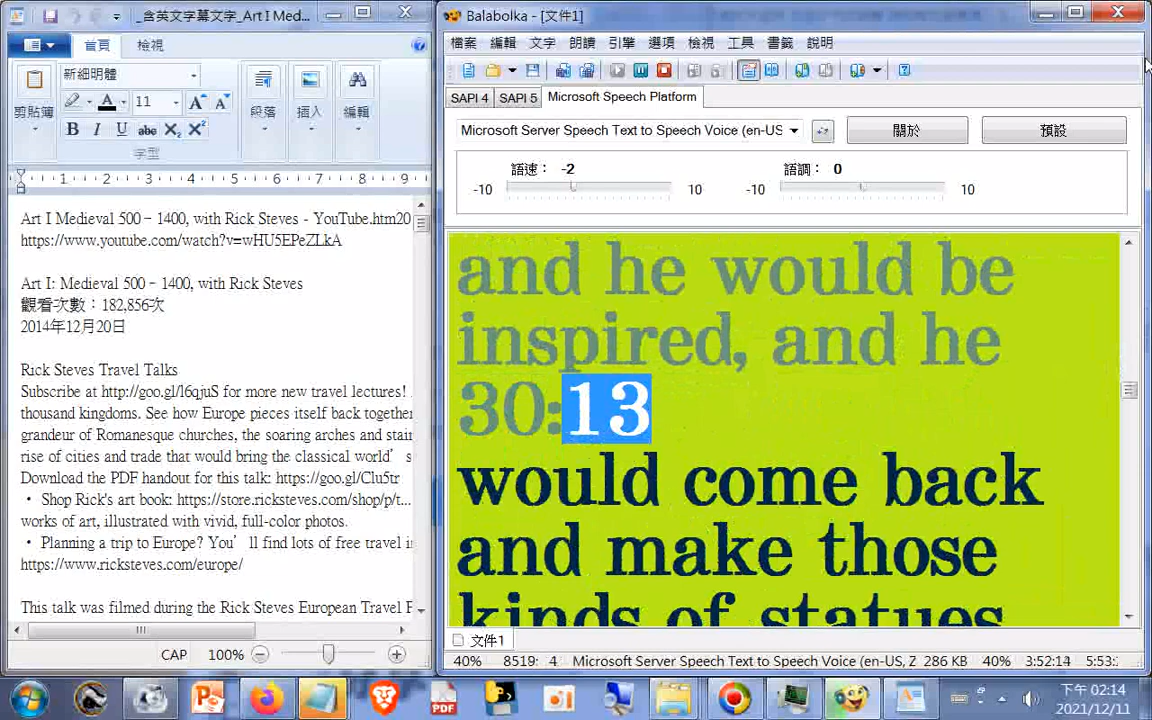 _含英文字幕文字_Art I Med...
首頁
檢視
剪貼簿
新細明體
11
字型
段落
插入
編輯
1 2 3 4 5 6 7 8 9
Art I Medieval 500–1400, with Rick Steves - YouTube.htm20
https://www.youtube.com/watch?v=wHU5EPeZLkA
Art I: Medieval 500–1400, with Rick Steves
觀看次數：182,856次
2014年12月20日
Rick Steves Travel Talks
Subscribe at http://goo.gl/l6qjuS for more new travel lectures!
thousand kingdoms. See how Europe pieces itself back together
grandeur of Romanesque churches, the soaring arches and stai
rise of cities and trade that would bring the classical world's
Download the PDF handout for this talk: https://goo.gl/Clu5tr
• Shop Rick's art book: https://store.ricksteves.com/shop/p/t...
works of art, illustrated with vivid, full-color photos.
• Planning a trip to Europe? You'll find lots of free travel i
https://www.ricksteves.com/europe/
This talk was filmed during the Rick Steves European Travel F
CAP 100%
Balabolka - [文件1]
檔案 編輯 文字 朗讀 引擎 選項 檢視 工具 書籤 說明
SAPI 4 SAPI 5 Microsoft Speech Platform
Microsoft Server Speech Text to Speech Voice (en-US
關於
預設
語速： -2
語調： 0
-10 10 -10 10
and he would be
inspired, and he
30:13
would come back
and make those
kinds of statues
文件1
40% 8519: 4 Microsoft Server Speech Text to Speech Voice (en-US, Z 286 KB 40% 3:52:14 5:53:
下午 02:14
2021/12/11